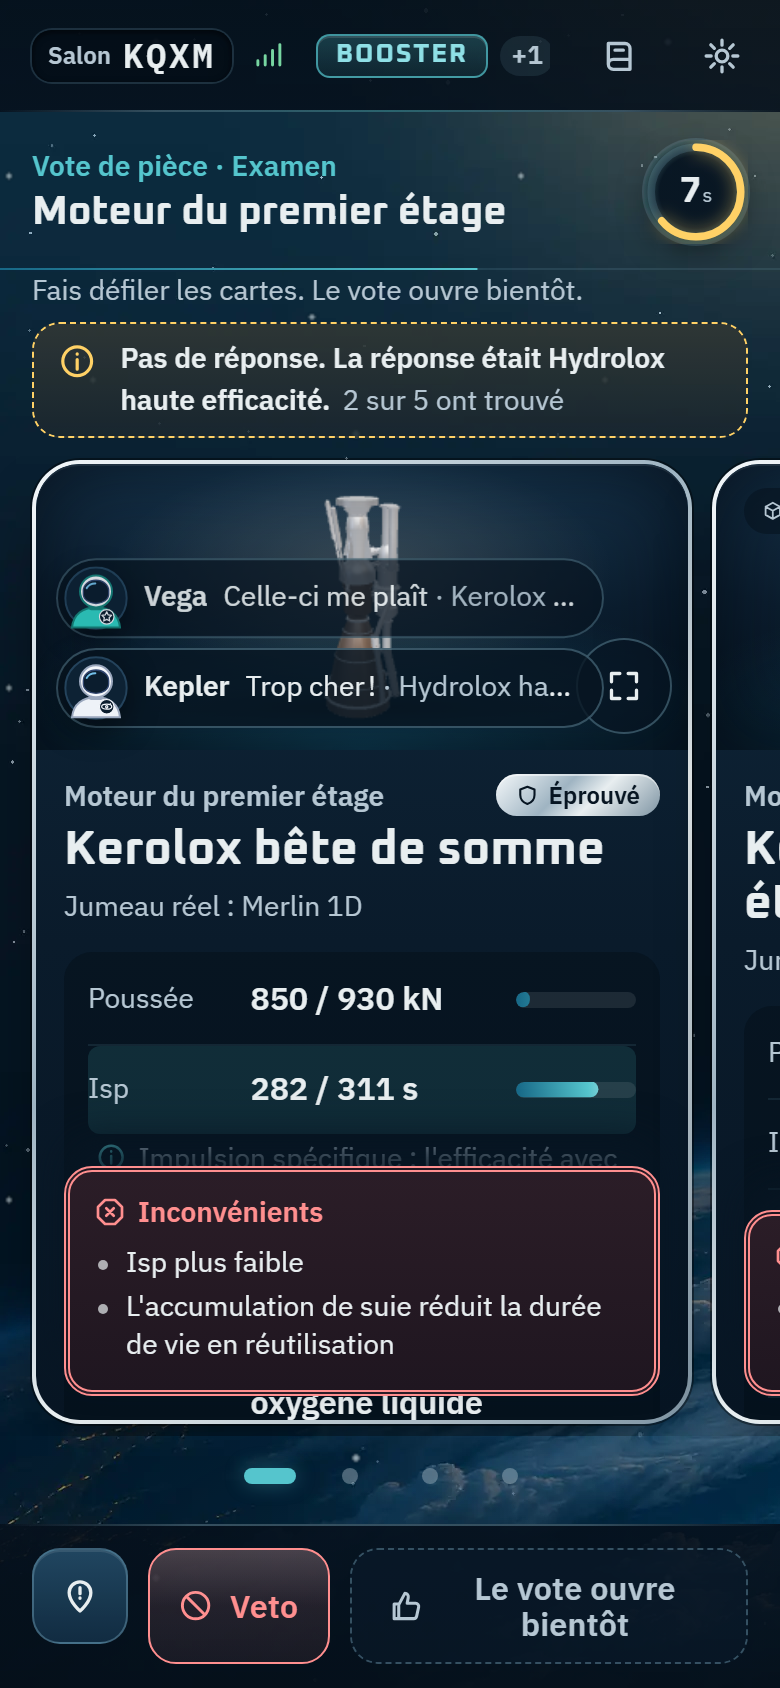 Salon KQXM
BOOSTER
+1
Vote de pièce · Examen
Moteur du premier étage
7s
Fais défiler les cartes. Le vote ouvre bientôt.
Pas de réponse. La réponse était Hydrolox
haute efficacité. 2 sur 5 ont trouvé
Vega Celle-ci me plaît · Kerolox ...
Kepler Trop cher ! · Hydrolox ha...
Moteur du premier étage
Éprouvé
Kerolox bête de somme
Jumeau réel : Merlin 1D
Poussée 850 / 930 kN
Isp 282 / 311 s
Impulsion spécifique : l'efficacité avec
Inconvénients
• Isp plus faible
• L'accumulation de suie réduit la durée
de vie en réutilisation
oxygène liquide
Veto
Le vote ouvre
bientôt